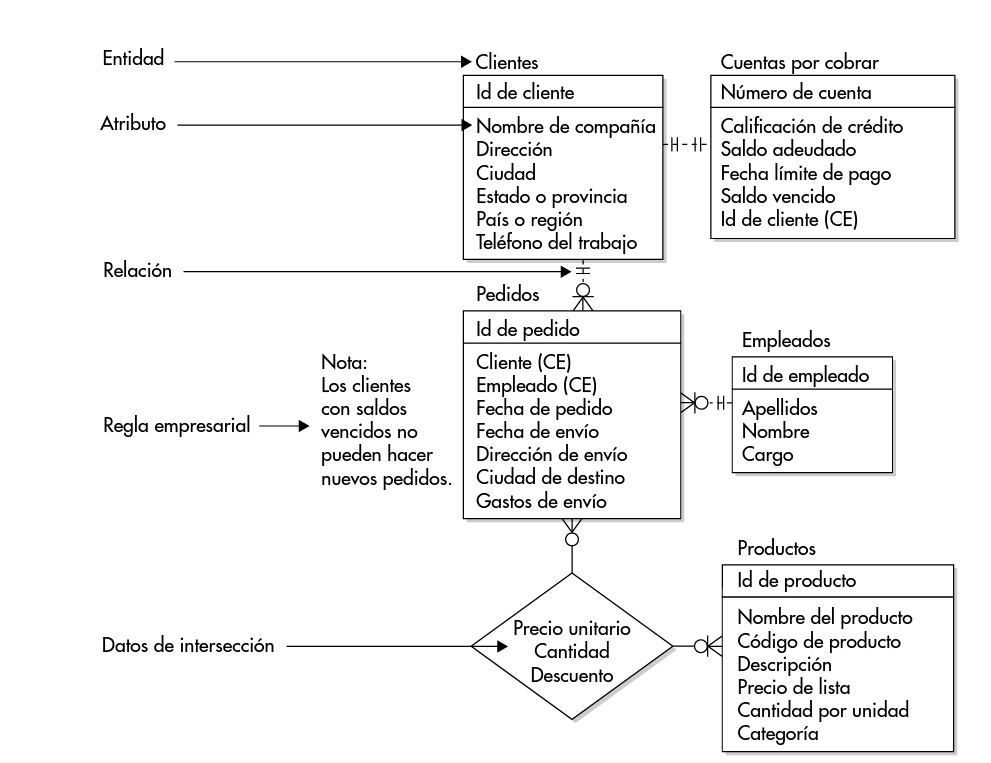 Entidad
Clientes
Cuentas por cobrar
Id de cliente
Número de cuenta
Atributo
Nombre de compañía
Dirección
Ciudad
Estado o provincia
País o región
Teléfono del trabajo
Calificación de crédito
Saldo adeudado
Fecha límite de pago
Saldo vencido
Id de cliente (CE)
Relación
Pedidos
Id de pedido
Cliente (CE)
Empleado (CE)
Fecha de pedido
Fecha de envío
Dirección de envío
Ciudad de destino
Gastos de envío
Empleados
Id de empleado
Apellidos
Nombre
Cargo
Regla empresarial
Nota:
Los clientes
con saldos
vencidos no
pueden hacer
nuevos pedidos.
Productos
Id de producto
Nombre del producto
Código de producto
Descripción
Precio de lista
Cantidad por unidad
Categoría
Datos de intersección
Precio unitario
Cantidad
Descuento